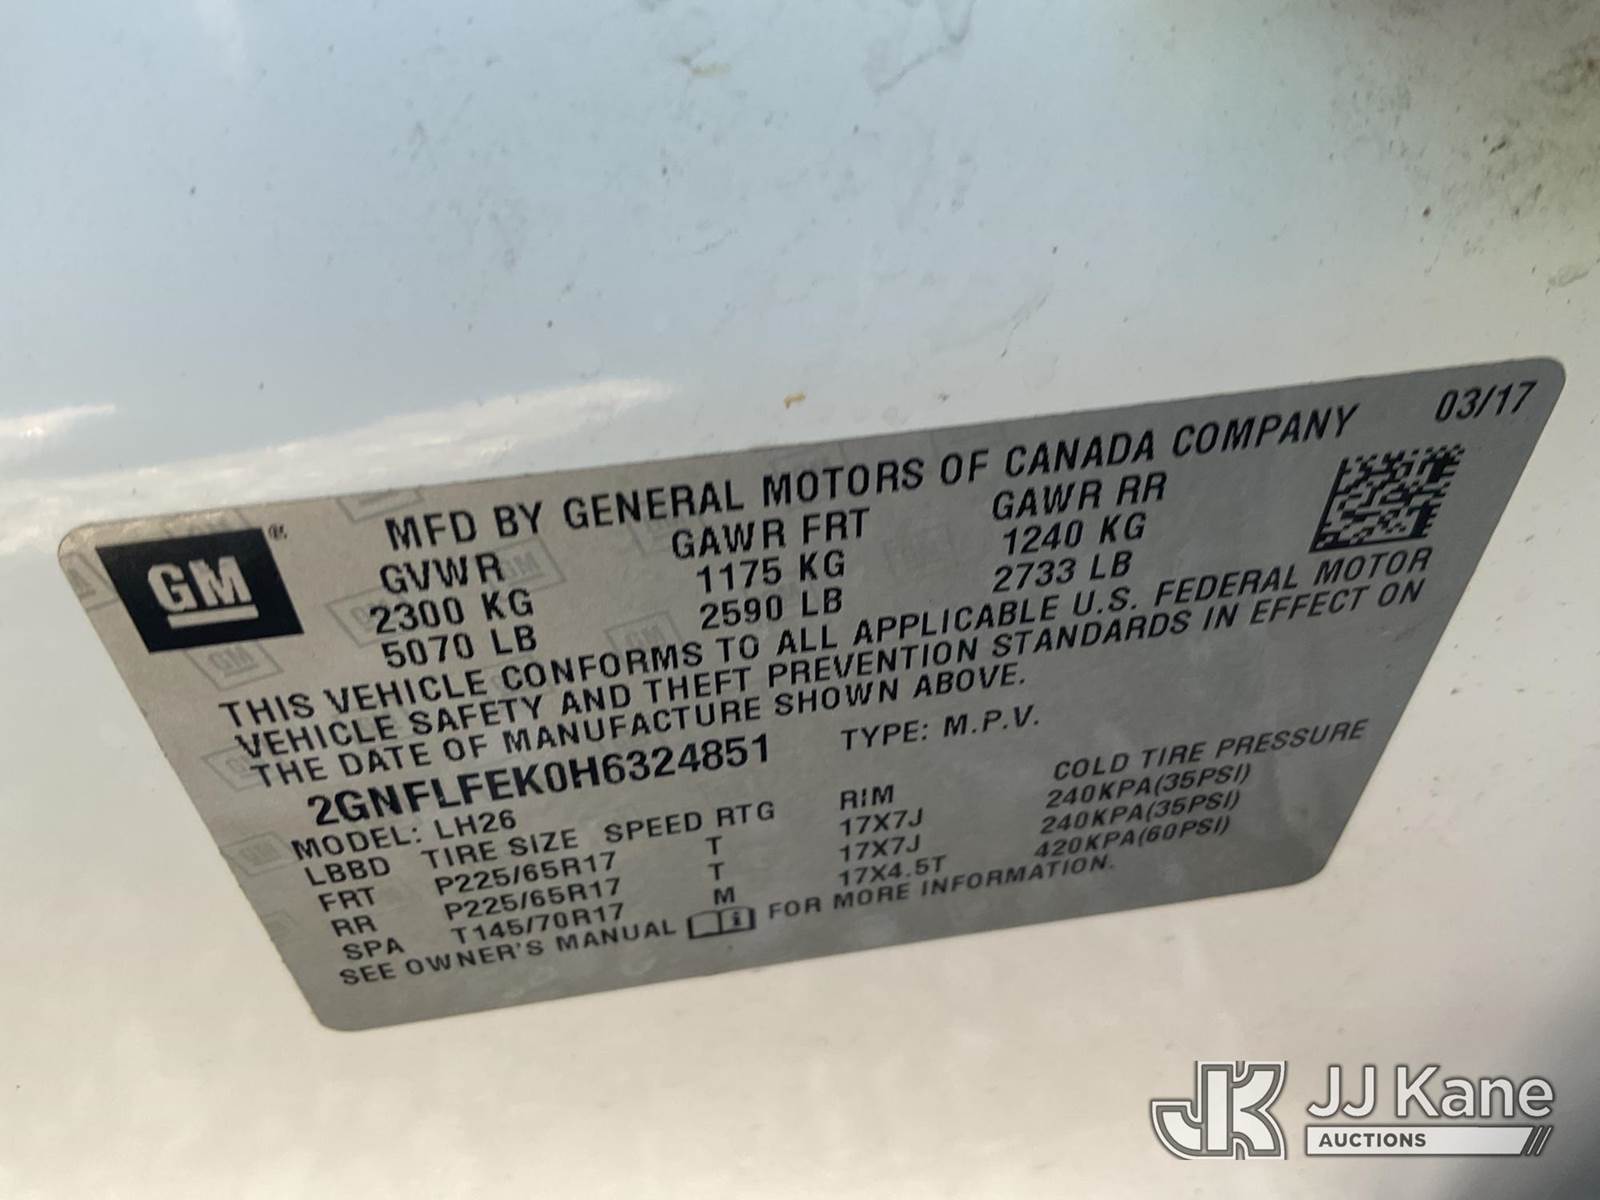 MFD BY GENERAL MOTORS OF CANADA COMPANY 03/17
GM®
GVWR GAWR FRT GAWR RR
2300 KG 1175 KG 1240 KG
5070 LB 2590 LB 2733 LB
THIS VEHICLE CONFORMS TO ALL APPLICABLE U.S. FEDERAL MOTOR
VEHICLE SAFETY AND THEFT PREVENTION STANDARDS IN EFFECT ON
THE DATE OF MANUFACTURE SHOWN ABOVE.
2GNFLFEK0H6324851 TYPE: M.P.V.
MODEL: LH26
LBBD TIRE SIZE SPEED RTG RIM COLD TIRE PRESSURE
FRT P225/65R17 T 17X7J 240KPA(35PSI)
RR P225/65R17 T 17X7J 240KPA(35PSI)
SPA T145/70R17 M 17X4.5T 420KPA(60PSI)
SEE OWNER'S MANUAL FOR MORE INFORMATION.
JK JJ Kane
AUCTIONS